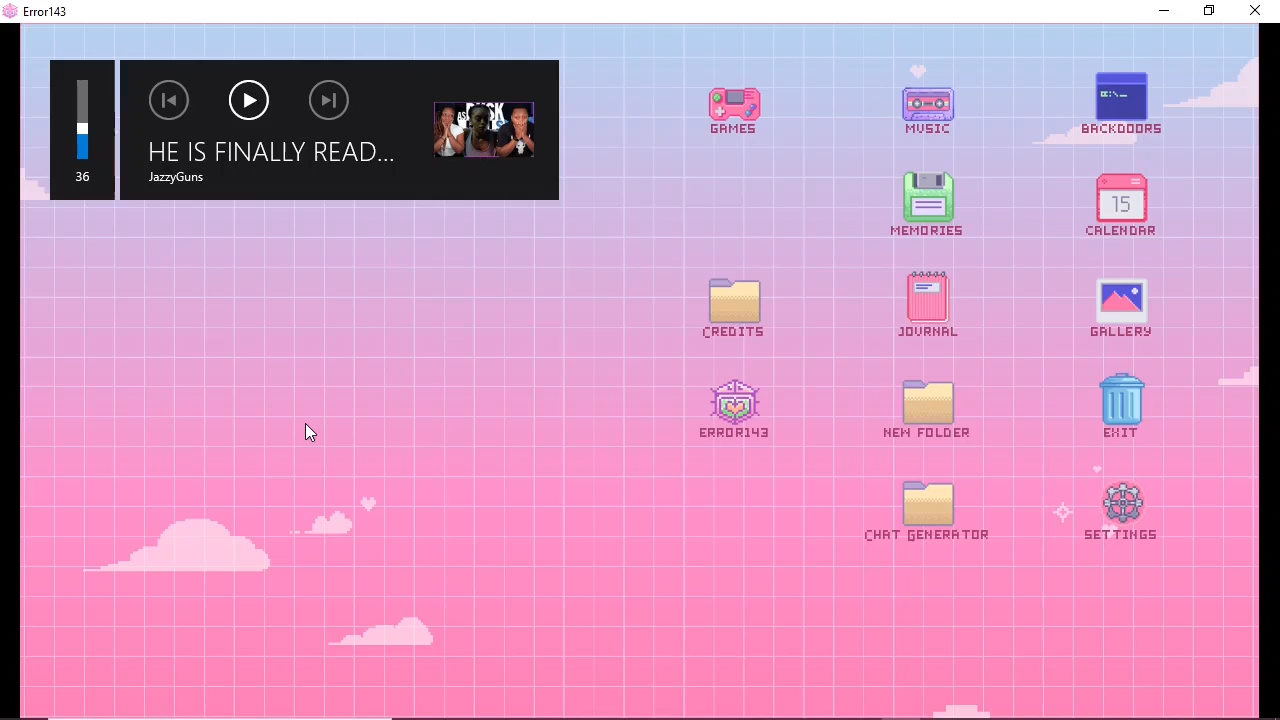 Error143
36
HE IS FINALLY READ...
JazzyGuns
GAMES
MUSIC
BACKDOORS
MEMORIES
15
CALENDAR
CREDITS
JOURNAL
GALLERY
ERROR143
NEW FOLDER
EXIT
CHAT GENERATOR
SETTINGS